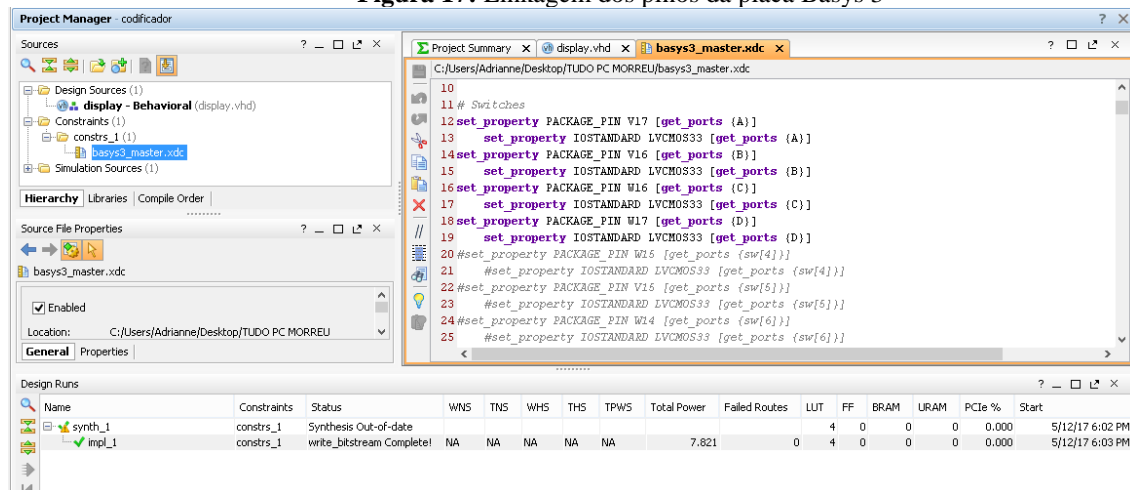 Figura 17. Linkagem dos pinos da placa Basys 3
Project Manager - codificador
Sources
Design Sources (1)
display - Behavioral (display.vhd)
Constraints (1)
constrs_1 (1)
basys3_master.xdc
Simulation Sources (1)
Hierarchy Libraries Compile Order
Source File Properties
basys3_master.xdc
Enabled
Location: C:/Users/Adrianne/Desktop/TUDO PC MORREU
General Properties
Project Summary display.vhd basys3_master.xdc
C:/Users/Adrianne/Desktop/TUDO PC MORREU/basys3_master.xdc
10
11 # Switches
12 set_property PACKAGE_PIN V17 [get_ports {A}]
13 set_property IOSTANDARD LVCMOS33 [get_ports {A}]
14 set_property PACKAGE_PIN V16 [get_ports {B}]
15 set_property IOSTANDARD LVCMOS33 [get_ports {B}]
16 set_property PACKAGE_PIN W16 [get_ports {C}]
17 set_property IOSTANDARD LVCMOS33 [get_ports {C}]
18 set_property PACKAGE_PIN W17 [get_ports {D}]
19 set_property IOSTANDARD LVCMOS33 [get_ports {D}]
20 #set_property PACKAGE_PIN W15 [get_ports {sw[4]}]
21 #set_property IOSTANDARD LVCMOS33 [get_ports {sw[4]}]
22 #set_property PACKAGE_PIN V15 [get_ports {sw[5]}]
23 #set_property IOSTANDARD LVCMOS33 [get_ports {sw[5]}]
24 #set_property PACKAGE_PIN W14 [get_ports {sw[6]}]
25 #set_property IOSTANDARD LVCMOS33 [get_ports {sw[6]}]
Design Runs
Name Constraints Status WNS TNS WHS THS TPWS Total Power Failed Routes LUT FF BRAM URAM PCIe % Start
synth_1 constrs_1 Synthesis Out-of-date 4 0 0 0 0.000 5/12/17 6:02 PM
impl_1 constrs_1 write_bitstream Complete! NA NA NA NA NA 7.821 0 4 0 0 0 0.000 5/12/17 6:03 PM